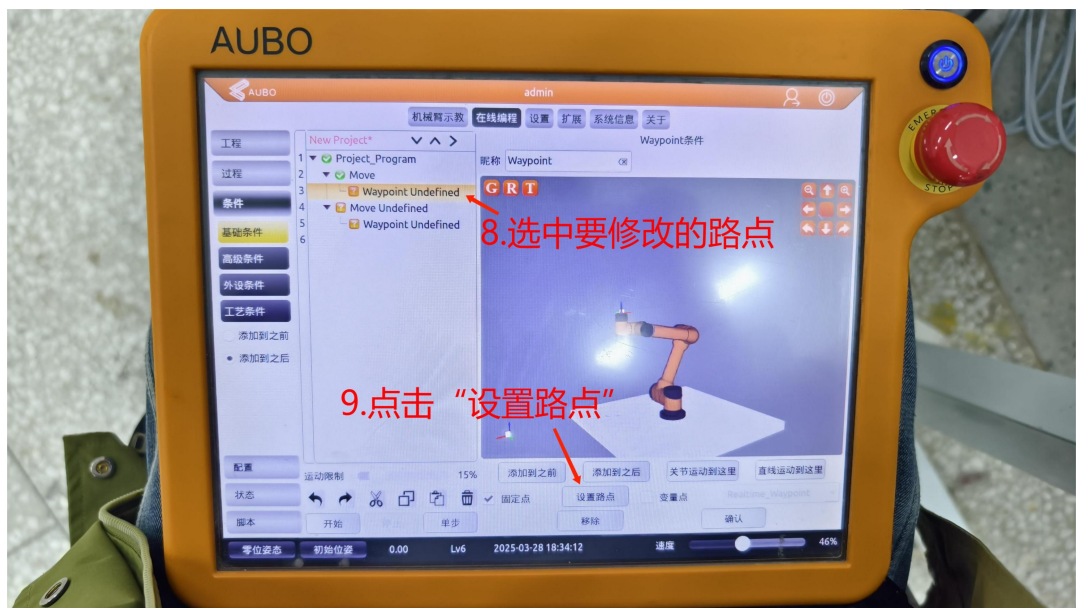 AUBO
AUBO
admin
机械臂示教 在线编程 设置 扩展 系统信息 关于
工程
过程
条件
基础条件
高级条件
外设条件
工艺条件
添加到之前
添加到之后
配置
状态
脚本
New Project*
1 Project_Program
2 Move
3 Waypoint Undefined
4 Move Undefined
5 Waypoint Undefined
6
Waypoint条件
昵称 Waypoint
G R T
8.选中要修改的路点
9.点击“设置路点”
运动限制 15%
添加到之前 添加到之后 关节运动到这里 直线运动到这里
固定点 设置路点 变量点 Realtime_Waypoint
开始 单步 移除 确认
零位姿态 初始位姿 0.00 Lv6 2025-03-28 18:34:12 速度 46%
EMERGENCY
STOP